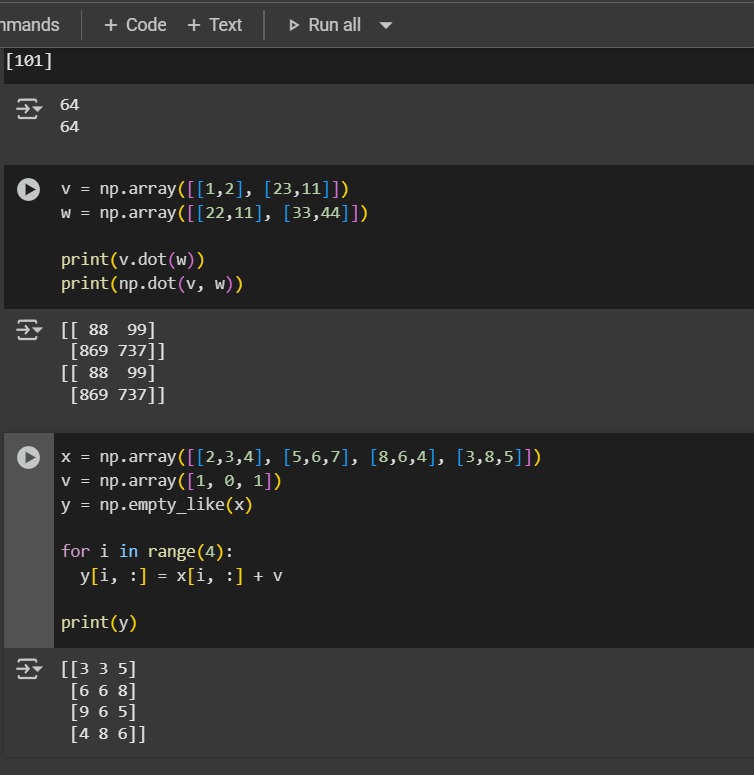 + Code + Text Run all
[101]
64
64
v = np.array([[1,2], [23,11]])
w = np.array([[22,11], [33,44]])
print(v.dot(w))
print(np.dot(v, w))
[[ 88  99]
 [869 737]]
[[ 88  99]
 [869 737]]
x = np.array([[2,3,4], [5,6,7], [8,6,4], [3,8,5]])
v = np.array([1, 0, 1])
y = np.empty_like(x)
for i in range(4):
  y[i, :] = x[i, :] + v
print(y)
[[3 3 5]
 [6 6 8]
 [9 6 5]
 [4 8 6]]